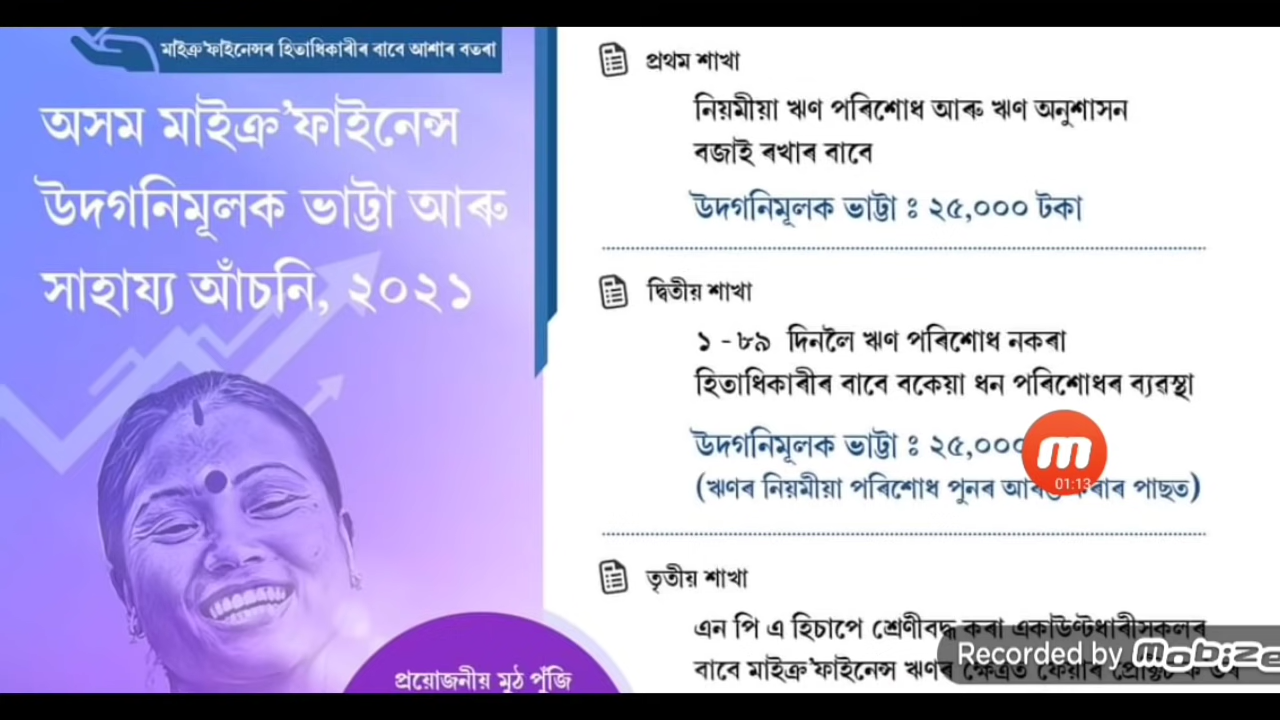 মাইক্ৰ'ফাইনেন্সৰ হিতাধিকাৰীৰ বাবে আশাৰ বতৰা
অসম মাইক্ৰ'ফাইনেন্স
উদগনিমূলক ভাট্টা আৰু
সাহায্য আঁচনি, ২০২১
প্ৰয়োজনীয় মুঠ পুঁজি
প্ৰথম শাখা
নিয়মীয়া ঋণ পৰিশোধ আৰু ঋণ অনুশাসন
বজাই ৰখাৰ বাবে
উদগনিমূলক ভাট্টা : ২৫,০০০ টকা
দ্বিতীয় শাখা
১ - ৮৯ দিনলৈ ঋণ পৰিশোধ নকৰা
হিতাধিকাৰীৰ বাবে বকেয়া ধন পৰিশোধৰ ব্যৱস্থা
উদগনিমূলক ভাট্টা : ২৫,০০০
(ঋণৰ নিয়মীয়া পৰিশোধ পুনৰ পাছত)
01:13
তৃতীয় শাখা
এন পি এ হিচাপে শ্ৰেণীবদ্ধ কৰা একাউণ্টধাৰীসকলৰ
বাবে মাইক্ৰ'ফাইনেন্স ঋণৰ ক্ষেত্ৰত
Recorded by mobize